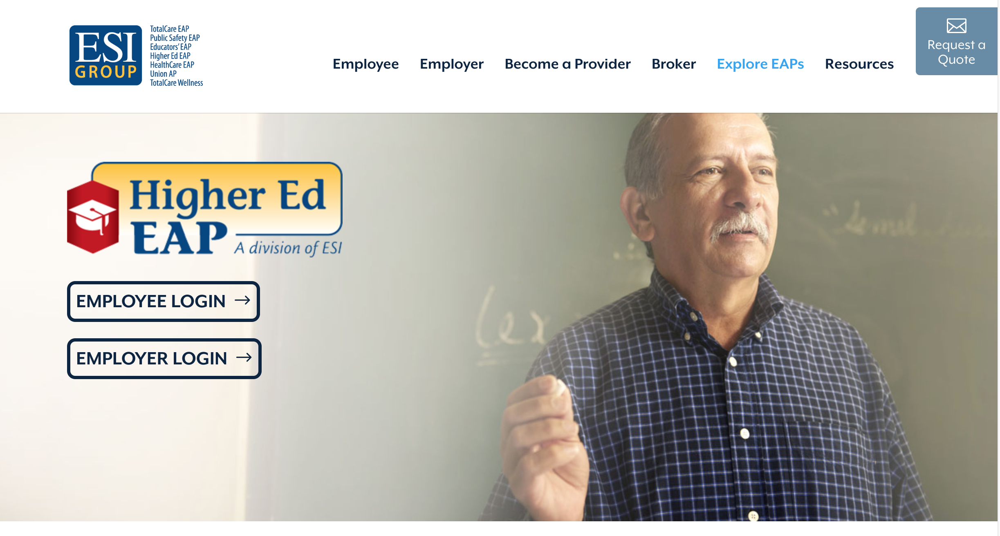 ESI
GROUP
TotalCare EAP
Public Safety EAP
Educators’ EAP
Higher Ed EAP
HealthCare EAP
Union AP
TotalCare Wellness
Employee
Employer
Become a Provider
Broker
Explore EAPs
Resources
Request a
Quote
Higher Ed
EAP
A division of ESI
EMPLOYEE LOGIN →
EMPLOYER LOGIN →
lex